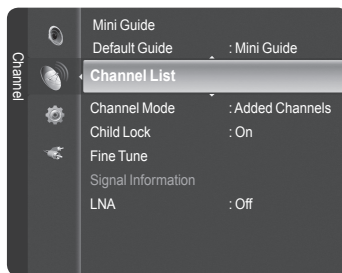 Channel
Mini Guide
Default Guide : Mini Guide
Channel List
Channel Mode : Added Channels
Child Lock : On
Fine Tune
Signal Information
LNA : Off